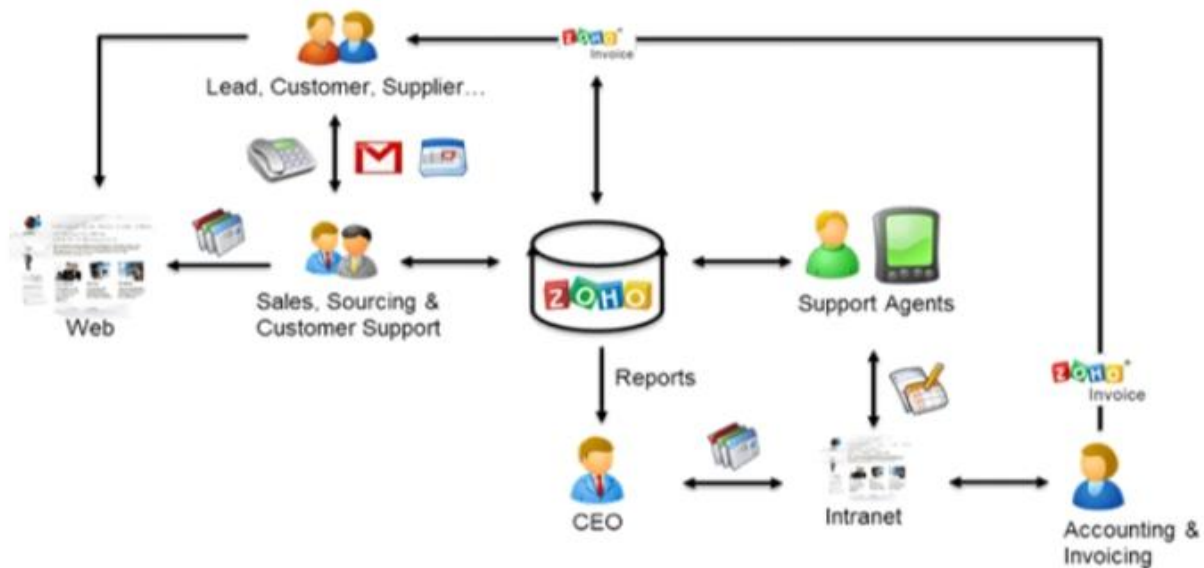 ZOHO
Invoice
Lead, Customer, Supplier...
Web
Sales, Sourcing &
Customer Support
ZOHO
Support Agents
Reports
ZOHO
Invoice
CEO
Intranet
Accounting &
Invoicing